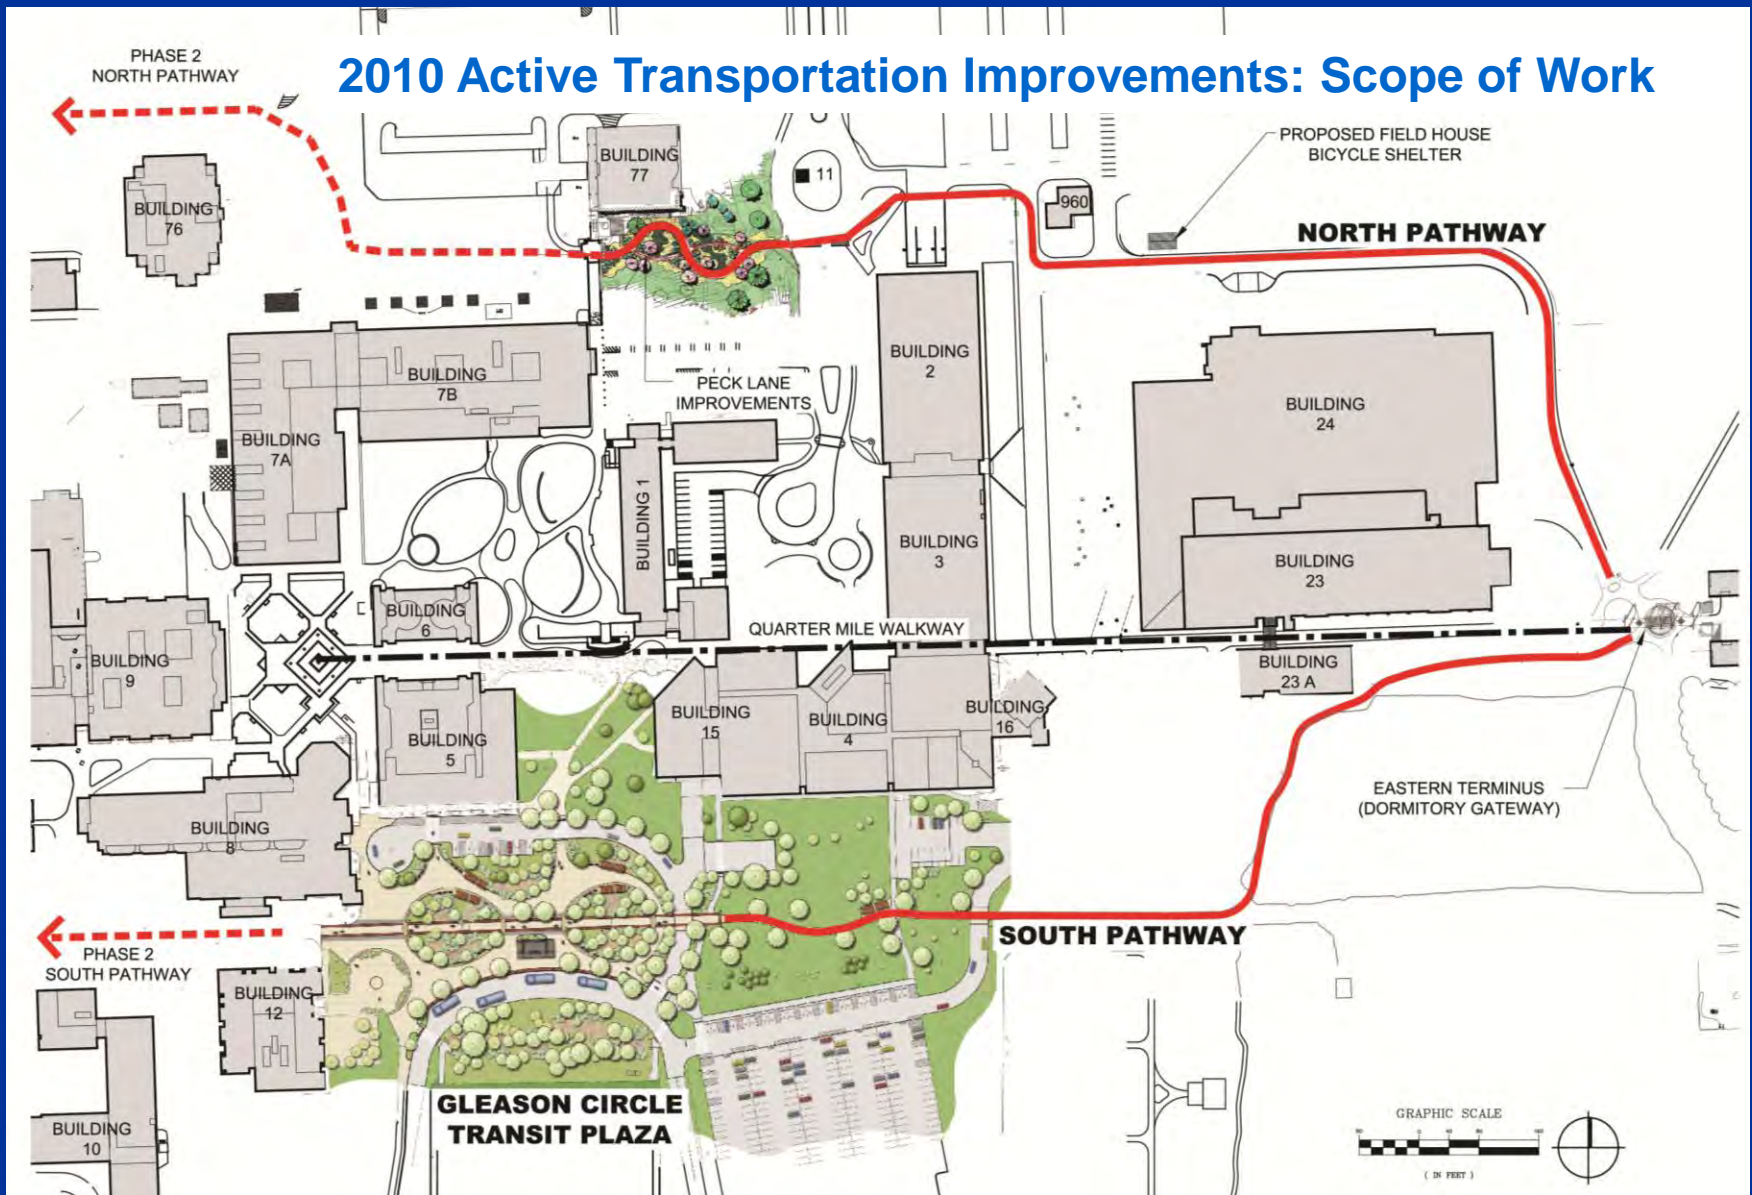 2010 Active Transportation Improvements: Scope of Work
PHASE 2
NORTH PATHWAY
PROPOSED FIELD HOUSE
BICYCLE SHELTER
BUILDING
77
11
960
BUILDING
76
NORTH PATHWAY
BUILDING
2
BUILDING
7B
PECK LANE
IMPROVEMENTS
BUILDING
24
BUILDING
7A
BUILDING 1
BUILDING
3
BUILDING
23
BUILDING
6
QUARTER MILE WALKWAY
BUILDING
9
BUILDING
23 A
BUILDING
15
BUILDING
4
BUILDING
16
BUILDING
5
EASTERN TERMINUS
(DORMITORY GATEWAY)
BUILDING
8
SOUTH PATHWAY
PHASE 2
SOUTH PATHWAY
BUILDING
12
GLEASON CIRCLE
TRANSIT PLAZA
BUILDING
10
GRAPHIC SCALE
( IN FEET )